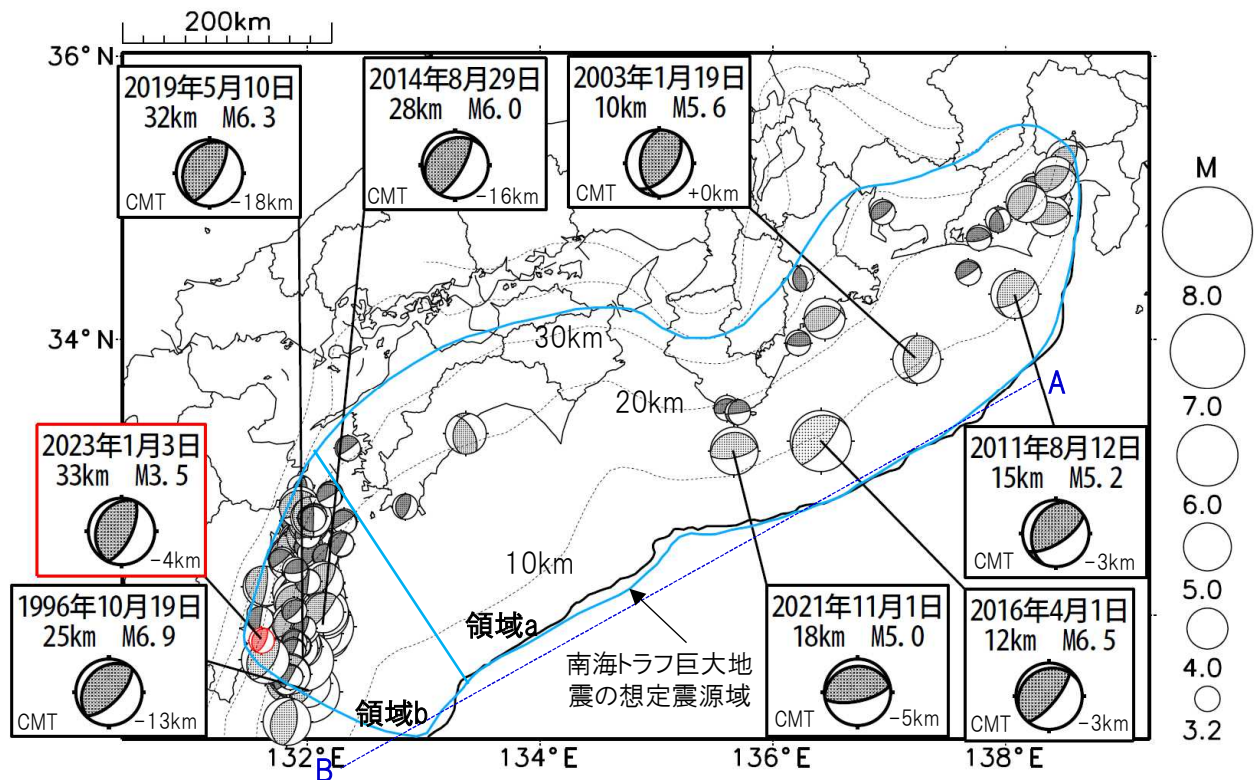 200km
36°N
2019年5月10日
32km M6.3
CMT
-18km
2014年8月29日
28km M6.0
CMT
-16km
2003年1月19日
10km M5.6
CMT
+0km
M
8.0
7.0
6.0
5.0
4.0
3.2
34°N
30km
20km
10km
A
2023年1月3日
33km M3.5
-4km
2011年8月12日
15km M5.2
CMT
-3km
1996年10月19日
25km M6.9
CMT
-13km
領域a
領域b
南海トラフ巨大地
震の想定震源域
2021年11月1日
18km M5.0
CMT
-5km
2016年4月1日
12km M6.5
CMT
-3km
132°E
134°E
136°E
138°E
B